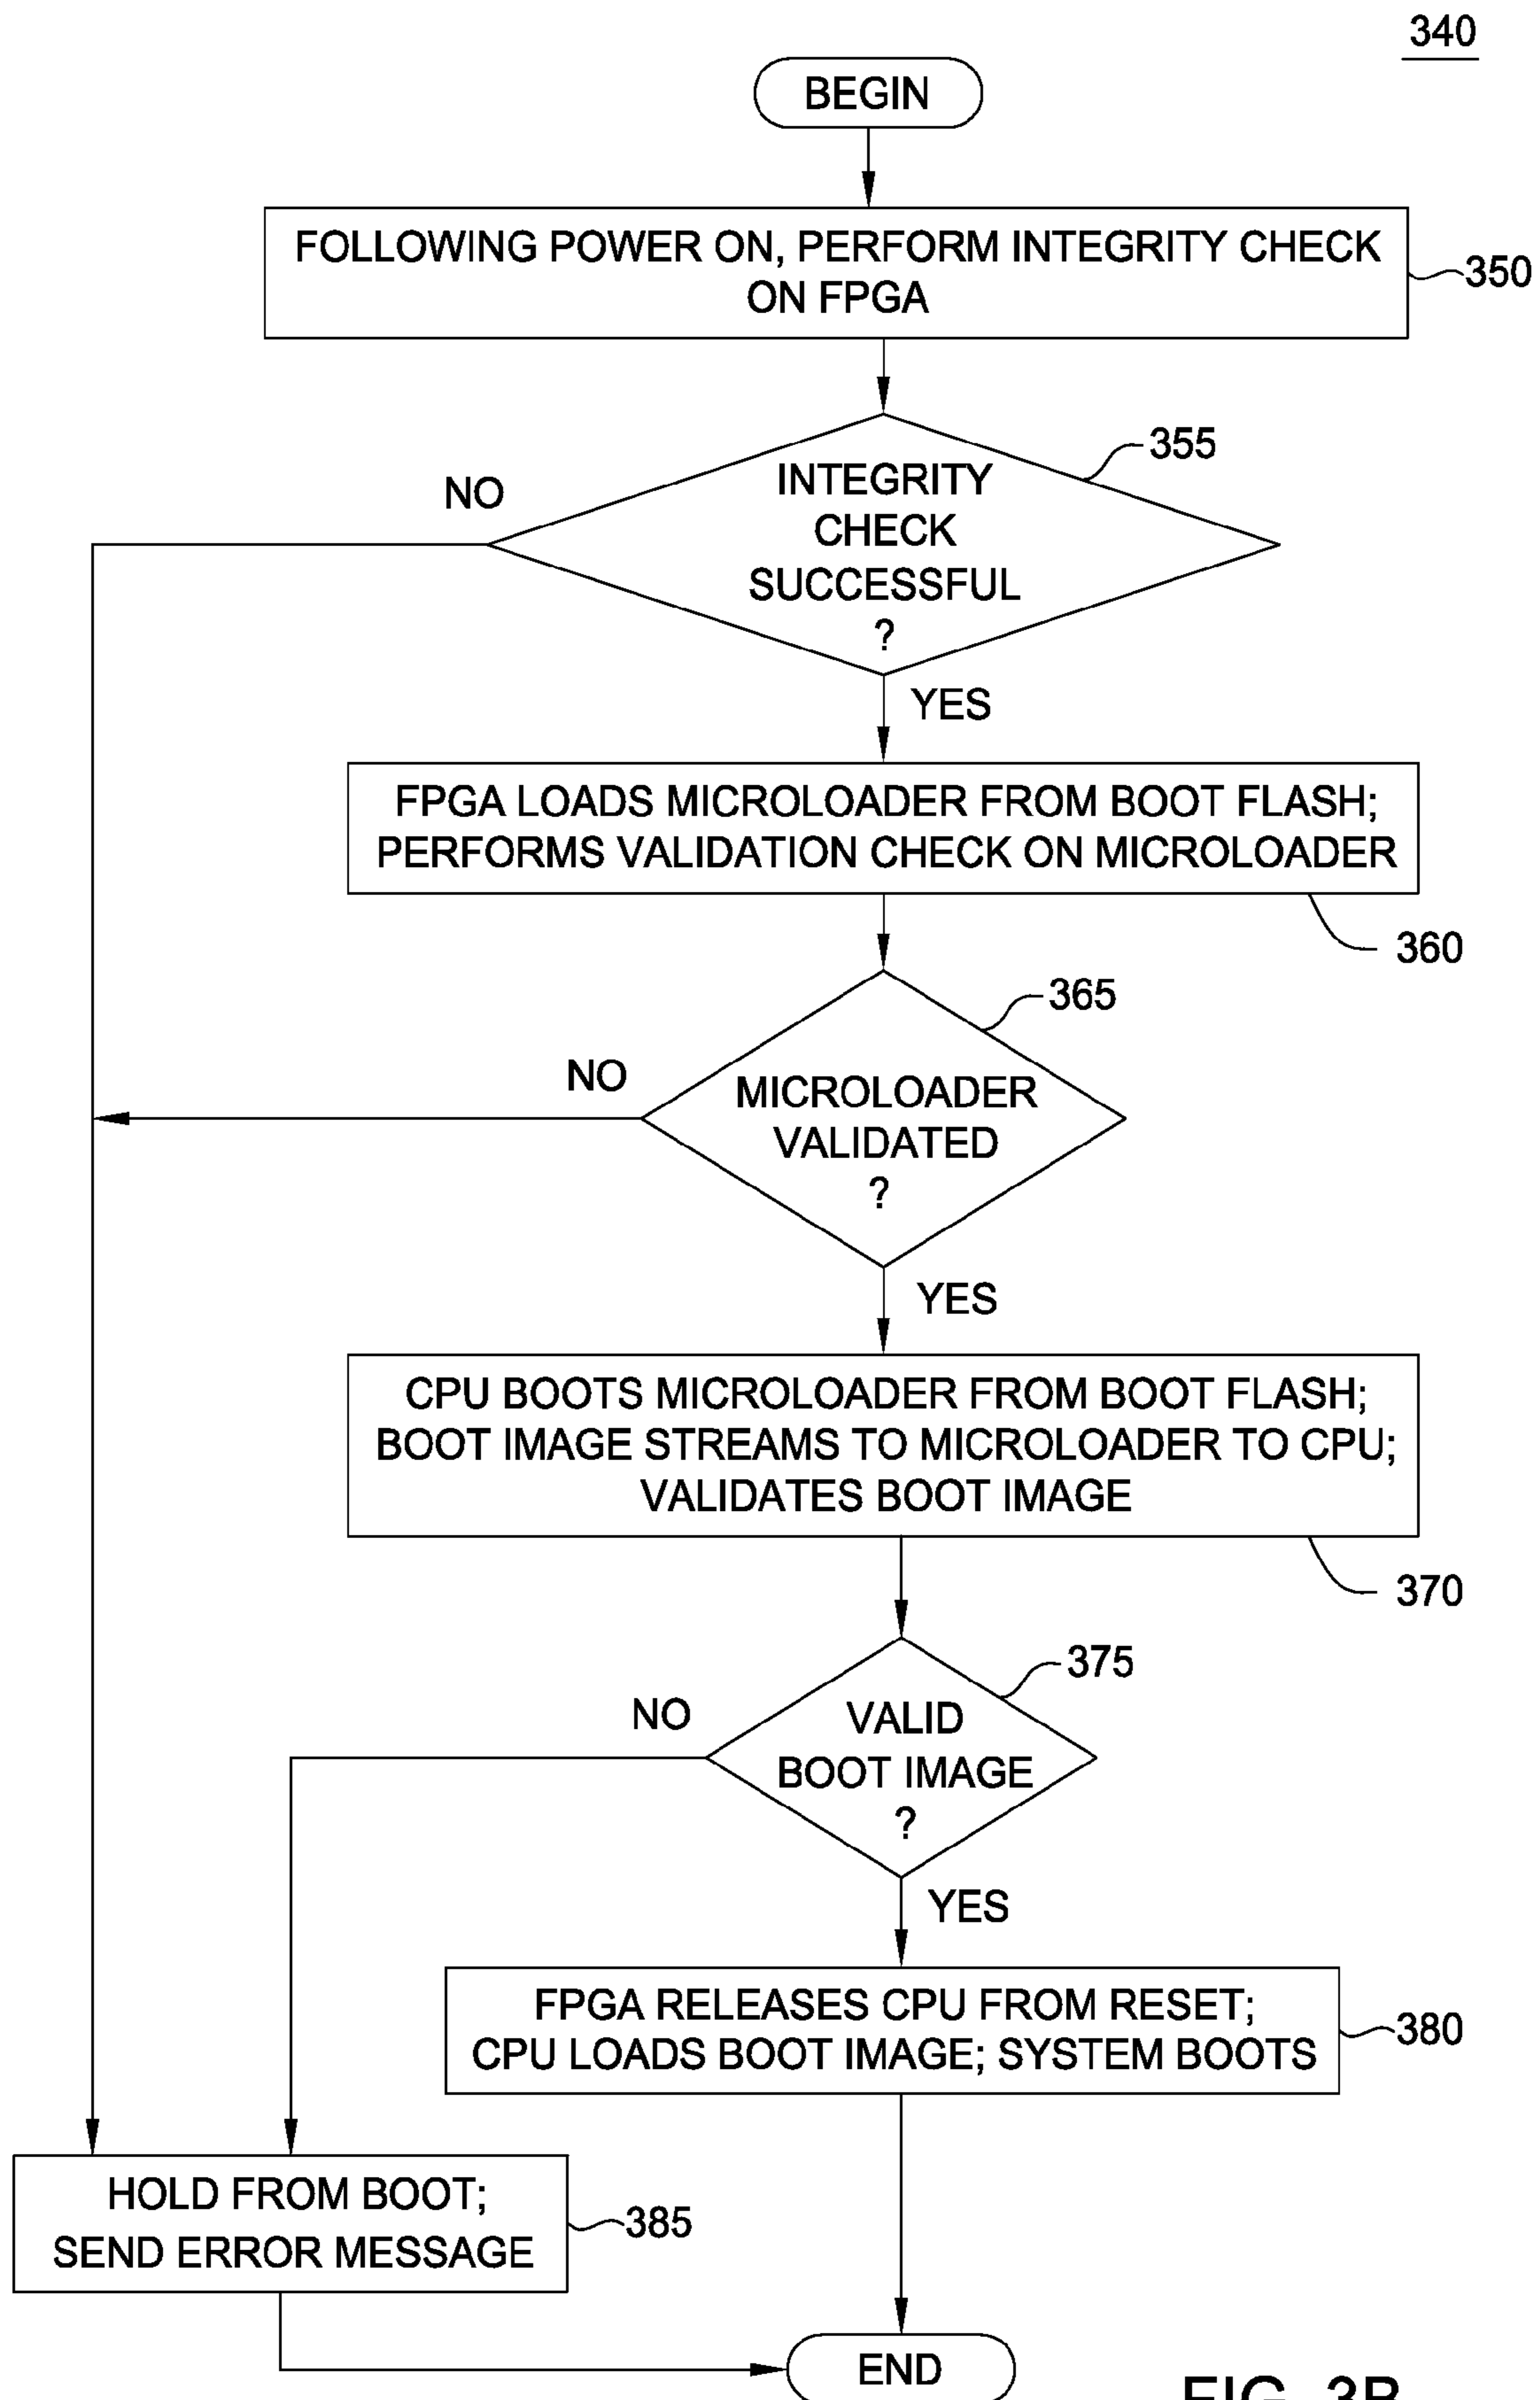 340
BEGIN
FOLLOWING POWER ON, PERFORM INTEGRITY CHECK
ON FPGA
350
355
NO
INTEGRITY
CHECK
SUCCESSFUL
?
YES
FPGA LOADS MICROLOADER FROM BOOT FLASH;
PERFORMS VALIDATION CHECK ON MICROLOADER
360
365
NO
MICROLOADER
VALIDATED
?
YES
CPU BOOTS MICROLOADER FROM BOOT FLASH;
BOOT IMAGE STREAMS TO MICROLOADER TO CPU;
VALIDATES BOOT IMAGE
370
375
NO
VALID
BOOT IMAGE
?
YES
FPGA RELEASES CPU FROM RESET;
CPU LOADS BOOT IMAGE; SYSTEM BOOTS
380
HOLD FROM BOOT;
SEND ERROR MESSAGE
385
END
FIG. 3B